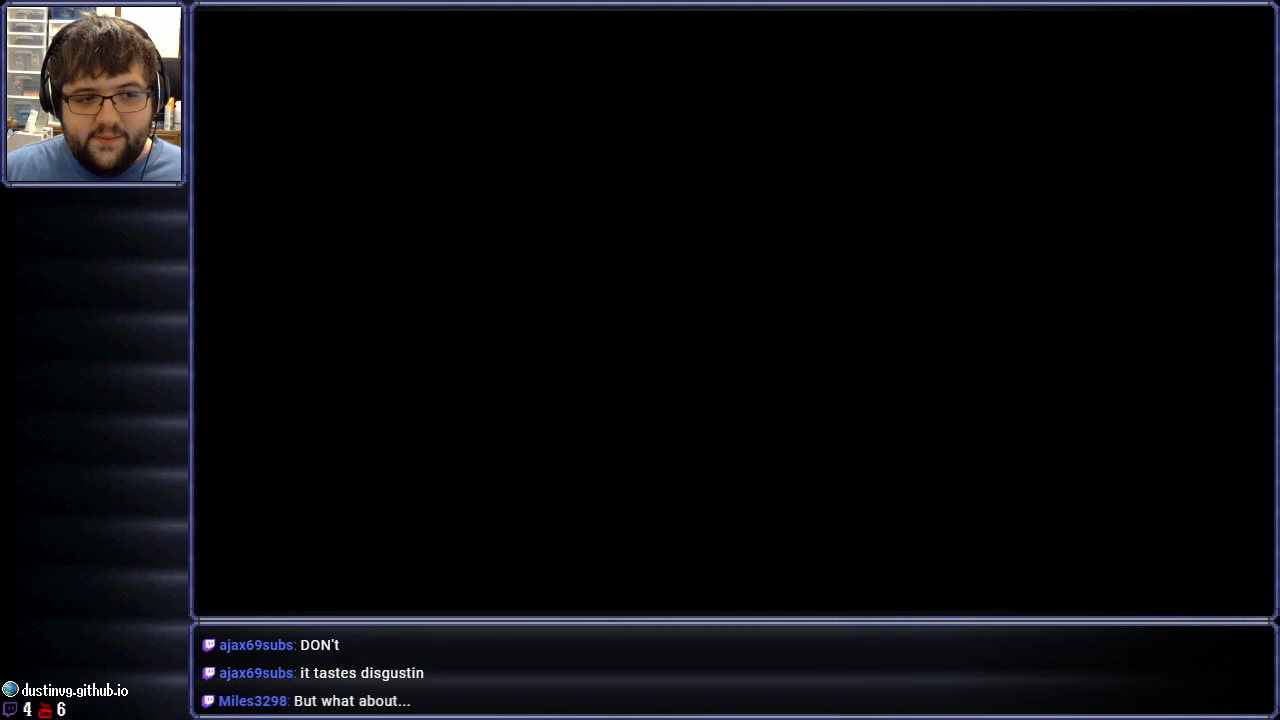 ajax69subs: DON't
ajax69subs: it tastes disgustin
Miles3298: But what about...
dustinvg.github.io
4 6